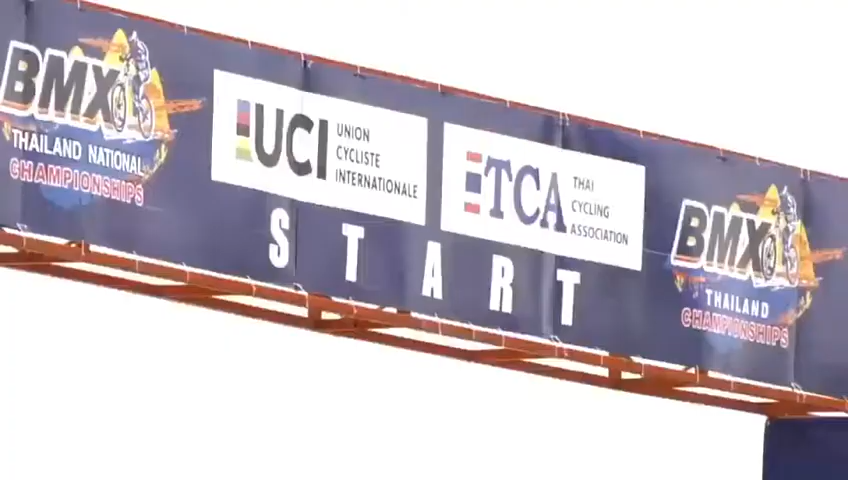 BMX
THAILAND NATIONAL
CHAMPIONSHIPS
UCI
UNION
CYCLISTE
INTERNATIONALE
TCA
THAI
CYCLING
ASSOCIATION
BMX
THAILAND
CHAMPIONSHIPS
START